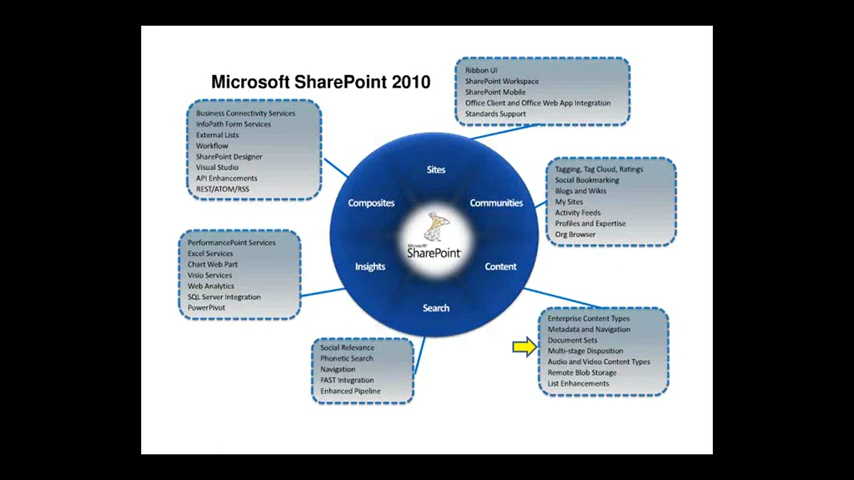 Microsoft SharePoint 2010
Ribbon UI
SharePoint Workspace
SharePoint Mobile
Office Client and Office Web App Integration
Standards Support
Business Connectivity Services
InfoPath Form Services
External Lists
Workflow
SharePoint Designer
Visual Studio
API Enhancements
REST/ATOM/RSS
Sites
Composites
Communities
Tagging, Tag Cloud, Ratings
Social Bookmarking
Blogs and Wikis
My Sites
Activity Feeds
Profiles and Expertise
Org Browser
Microsoft
SharePoint
PerformancePoint Services
Excel Services
Chart Web Part
Visio Services
Web Analytics
SQL Server Integration
PowerPivot
Insights
Content
Search
Enterprise Content Types
Metadata and Navigation
Document Sets
Multi-stage Disposition
Audio and Video Content Types
Remote Blob Storage
List Enhancements
Social Relevance
Phonetic Search
Navigation
FAST Integration
Enhanced Pipeline